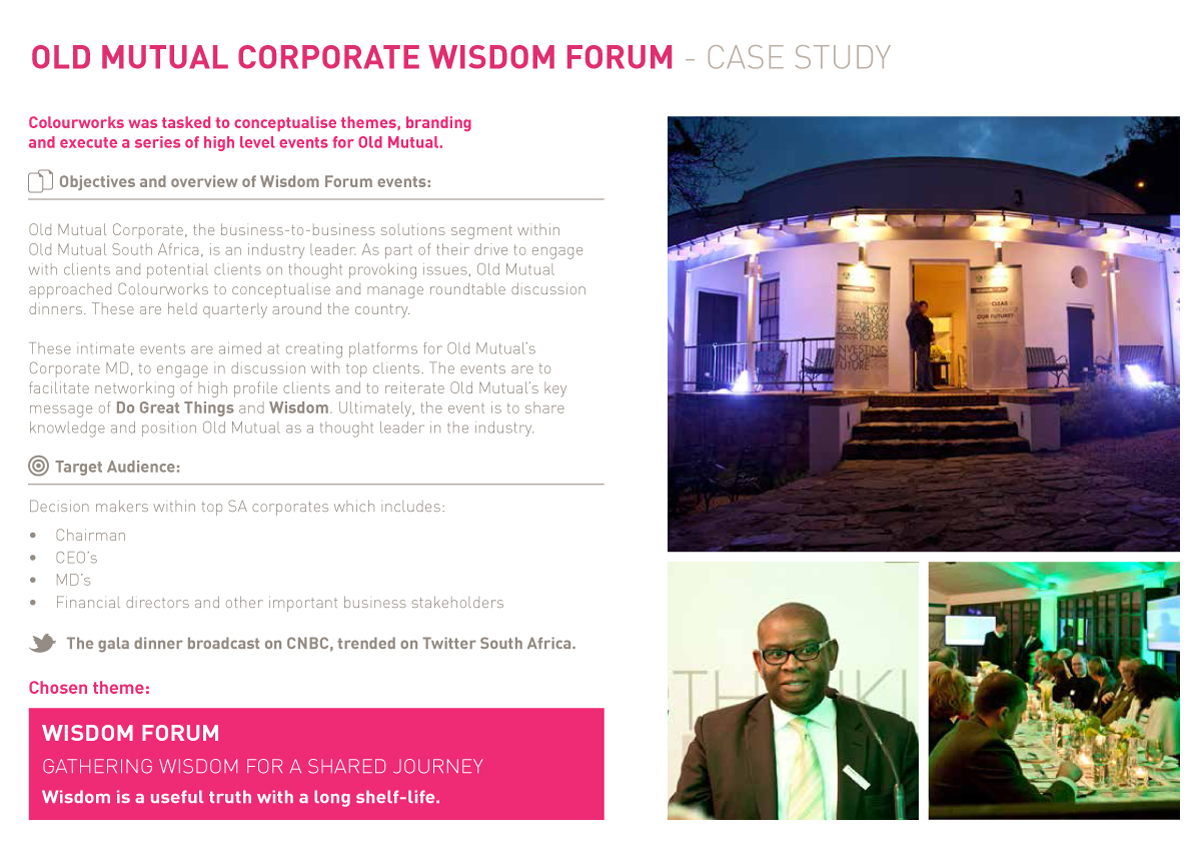 OLD MUTUAL CORPORATE WISDOM FORUM - CASE STUDY
Colourworks was tasked to conceptualise themes, branding
and execute a series of high level events for Old Mutual.
Objectives and overview of Wisdom Forum events:
Old Mutual Corporate, the business-to-business solutions segment within
Old Mutual South Africa, is an industry leader. As part of their drive to engage
with clients and potential clients on thought provoking issues, Old Mutual
approached Colourworks to conceptualise and manage roundtable discussion
dinners. These are held quarterly around the country.
These intimate events are aimed at creating platforms for Old Mutual's
Corporate MD, to engage in discussion with top clients. The events are to
facilitate networking of high profile clients and to reiterate Old Mutual's key
message of Do Great Things and Wisdom. Ultimately, the event is to share
knowledge and position Old Mutual as a thought leader in the industry.
Target Audience:
Decision makers within top SA corporates which includes:
• Chairman
• CEO's
• MD's
• Financial directors and other important business stakeholders
The gala dinner broadcast on CNBC, trended on Twitter South Africa.
Chosen theme:
WISDOM FORUM
GATHERING WISDOM FOR A SHARED JOURNEY
Wisdom is a useful truth with a long shelf-life.
HOW
WILL OUR
TOMORROW
TODAY?
INVESTING
IN OUR
FUTURE
OUR FUTURE?